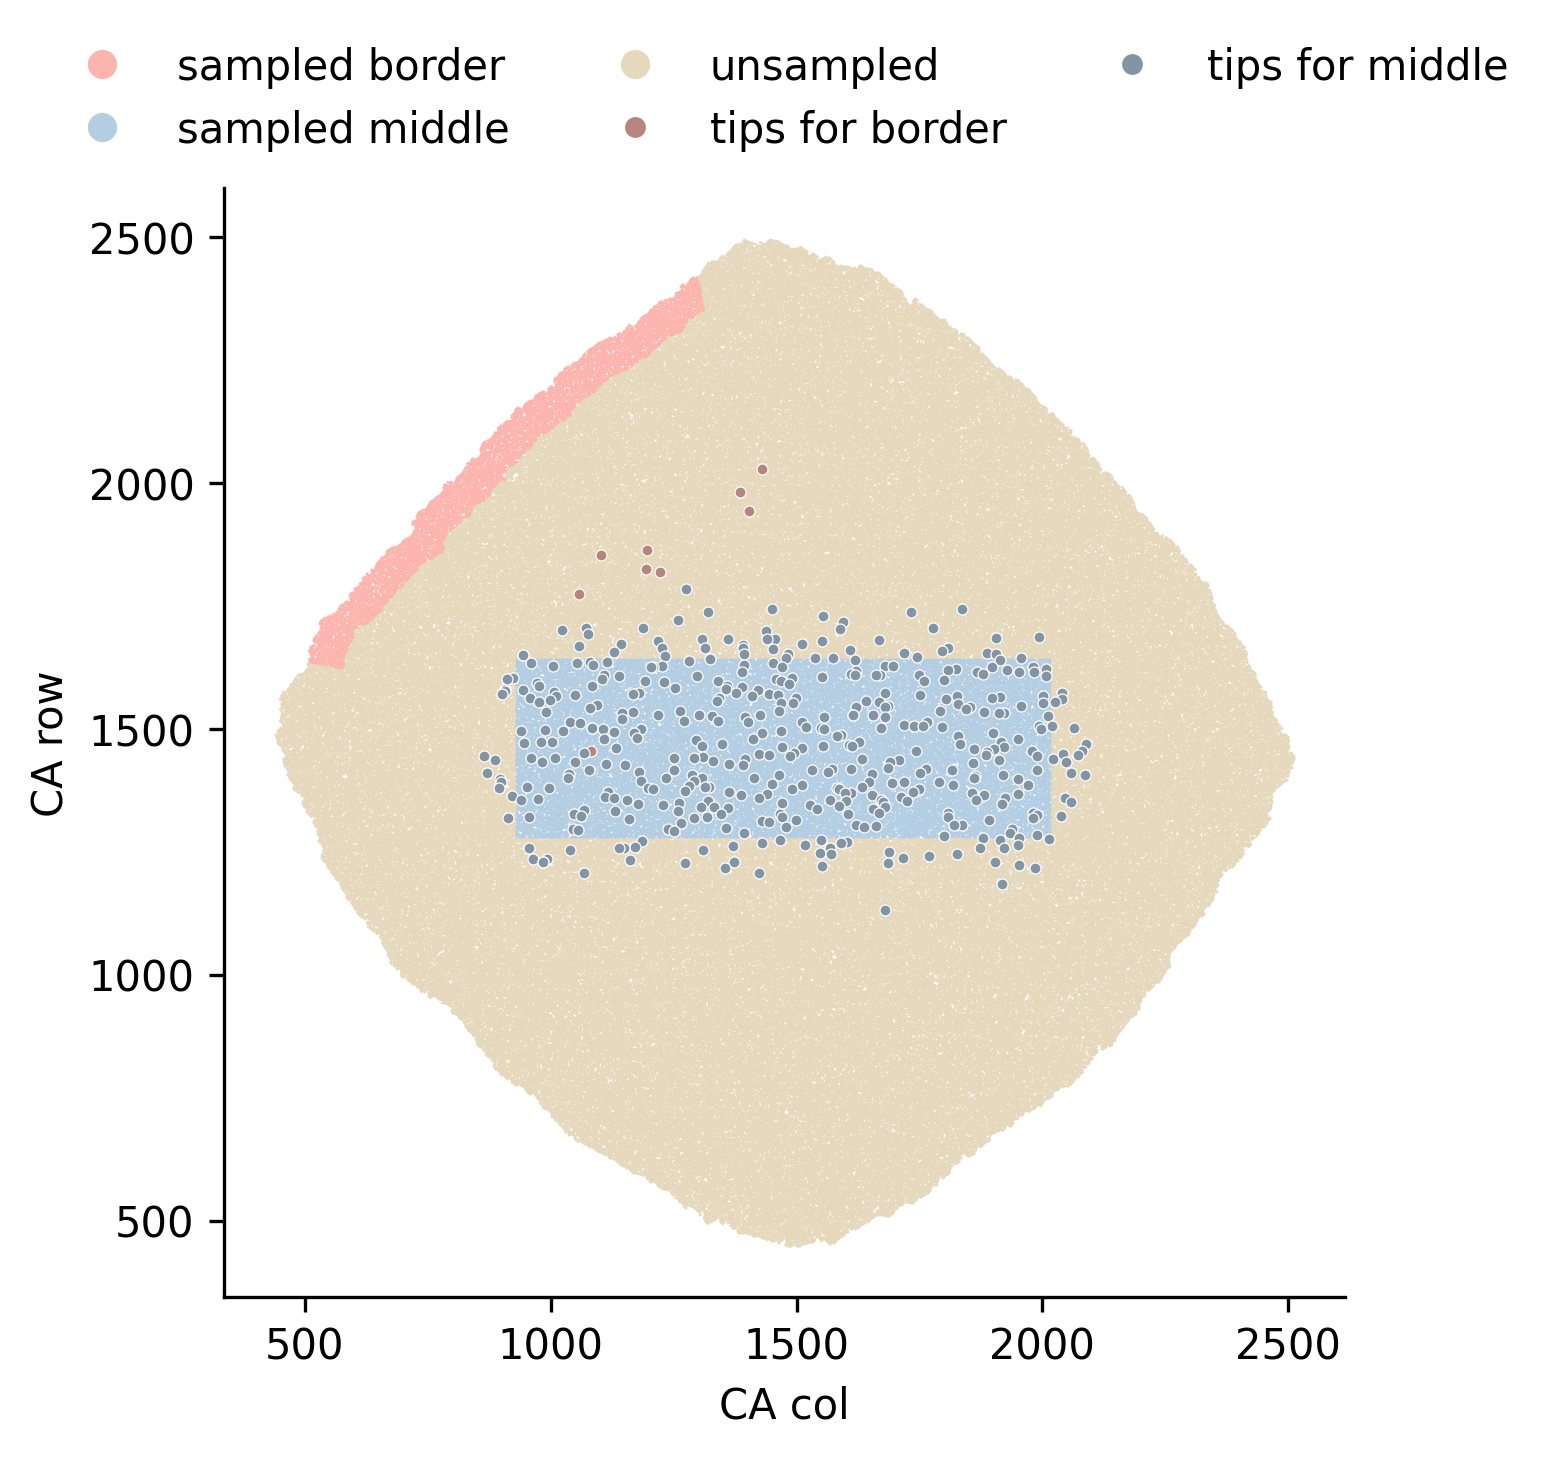 sampled border
sampled middle
unsampled
tips for border
tips for middle
2500
2000
1500
1000
500
CA row
500 1000 1500 2000 2500
CA col